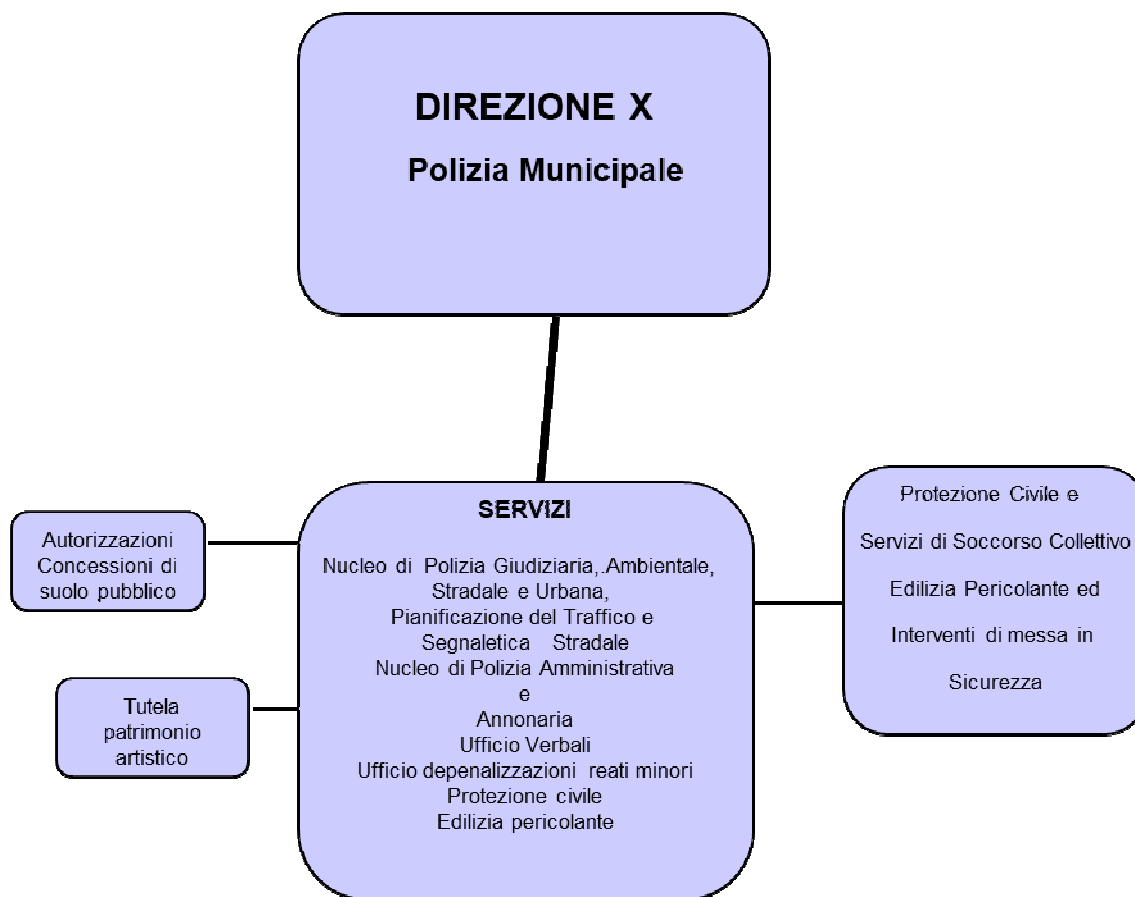 DIREZIONE X
Polizia Municipale
Autorizzazioni
Concessioni di
suolo pubblico
Tutela
patrimonio
artistico
SERVIZI
Nucleo di Polizia Giudiziaria,.Ambientale,
Stradale e Urbana,
Pianificazione del Traffico e
Segnaletica Stradale
Nucleo di Polizia Amministrativa
e
Annonaria
Ufficio Verbali
Ufficio depenalizzazioni reati minori
Protezione civile
Edilizia pericolante
Protezione Civile e
Servizi di Soccorso Collettivo
Edilizia Pericolante ed
Interventi di messa in
Sicurezza